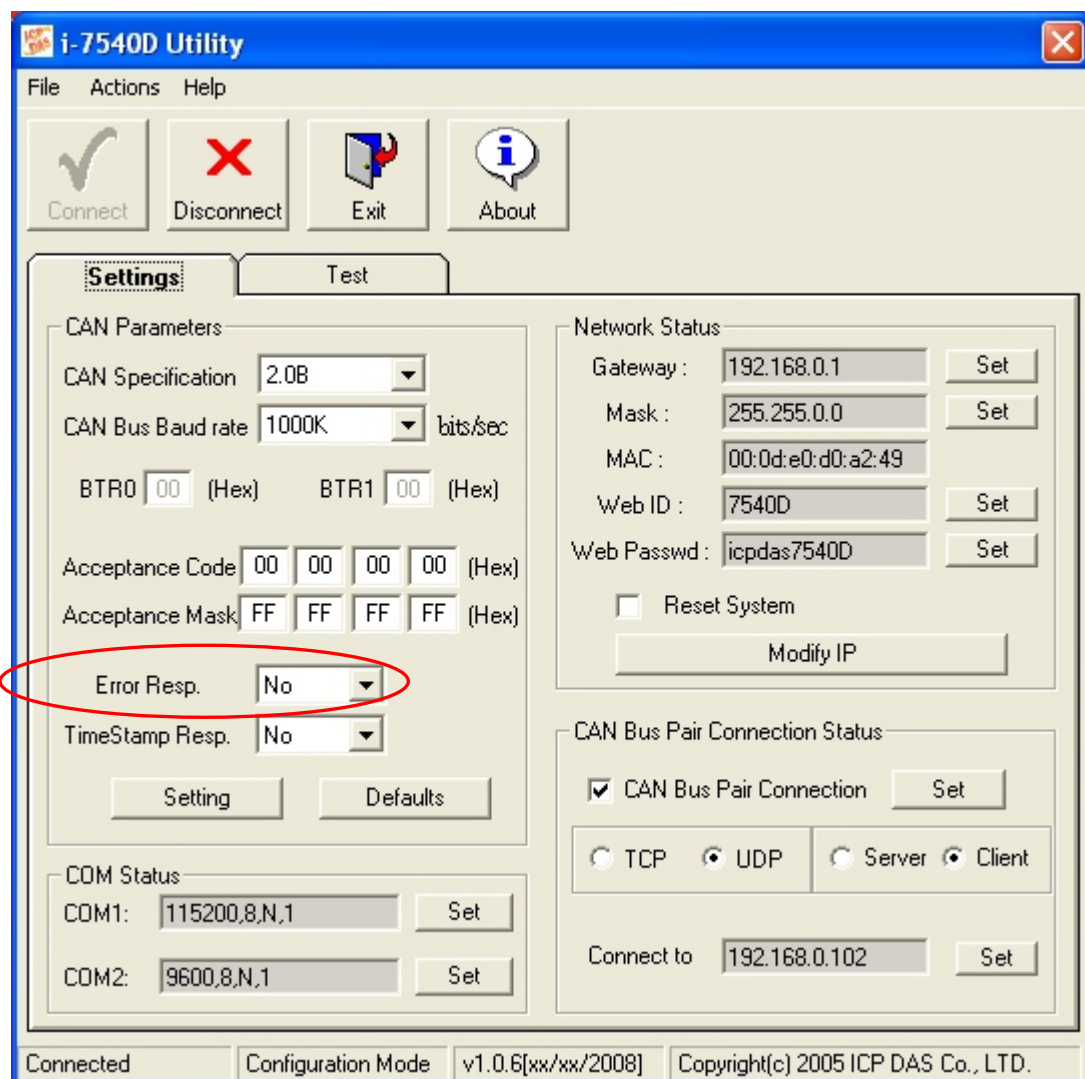 i-7540D Utility
File Actions Help
Connect Disconnect Exit About
Settings Test
CAN Parameters
CAN Specification 2.0B
CAN Bus Baud rate 1000K bits/sec
BTR0 00 (Hex) BTR1 00 (Hex)
Acceptance Code 00 00 00 00 (Hex)
Acceptance Mask FF FF FF FF (Hex)
Error Resp. No
TimeStamp Resp. No
Setting Defaults
COM Status
COM1: 115200,8,N,1 Set
COM2: 9600,8,N,1 Set
Network Status
Gateway : 192.168.0.1 Set
Mask : 255.255.0.0 Set
MAC : 00:0d:e0:d0:a2:49
Web ID : 7540D Set
Web Passwd : icpdas7540D Set
Reset System
Modify IP
CAN Bus Pair Connection Status
CAN Bus Pair Connection Set
TCP UDP Server Client
Connect to 192.168.0.102 Set
Connected Configuration Mode v1.0.6[xx/xx/2008] Copyright(c) 2005 ICP DAS Co., LTD.